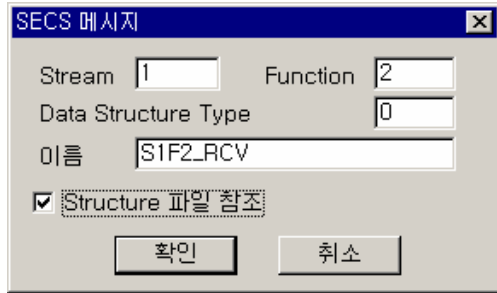 SECS 메시지
Stream 1 Function 2
Data Structure Type 0
이름 S1F2_RCV
Structure 파일 참조
확인 취소